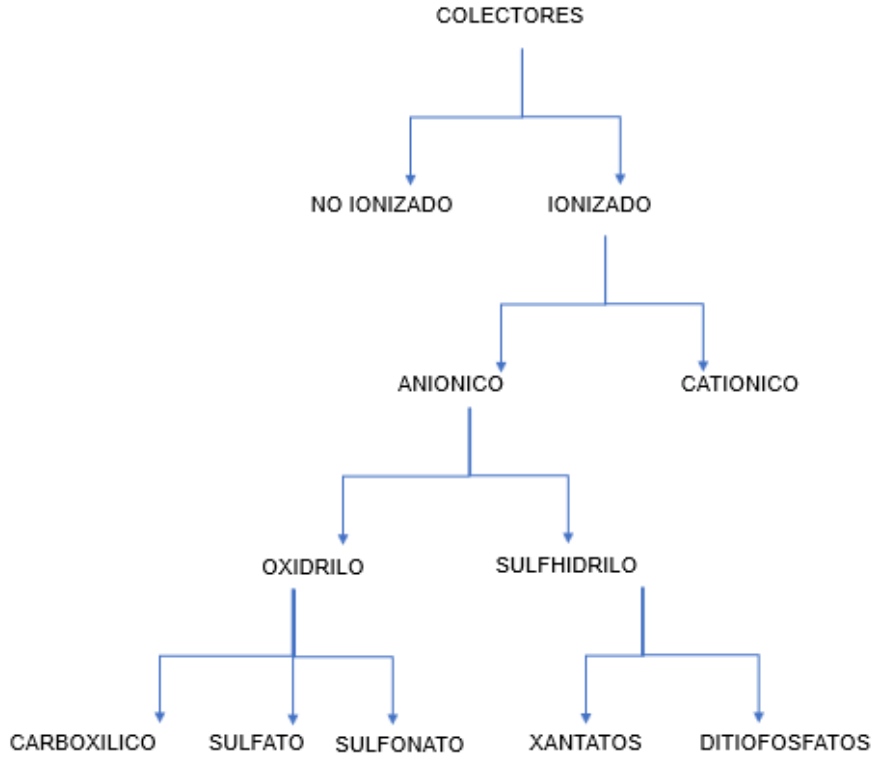 COLECTORES
NO IONIZADO
IONIZADO
ANIONICO
CATIONICO
OXIDRILO
SULFHIDRILO
CARBOXILICO
SULFATO
SULFONATO
XANTATOS
DITIOFOSFATOS